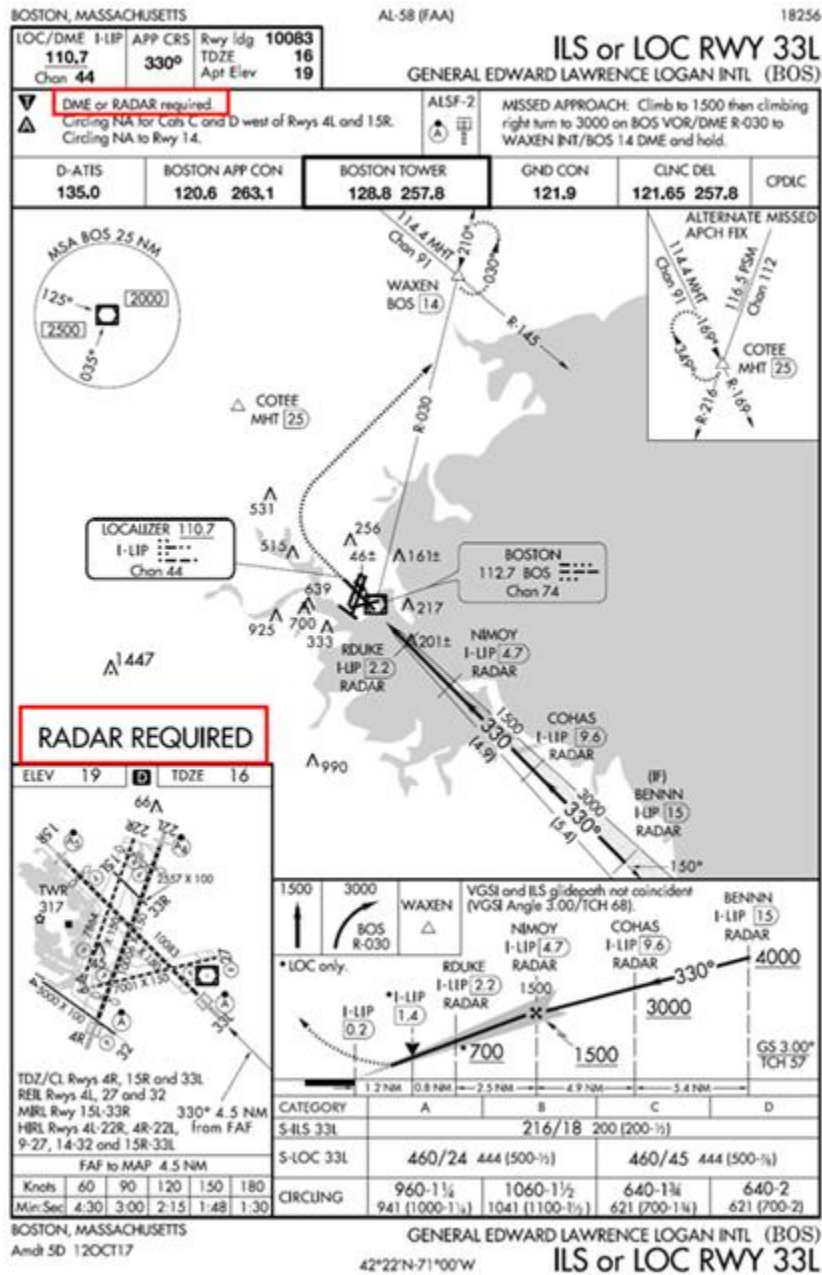 BOSTON, MASSACHUSETTS
AL-58 (FAA)
18256
LOC/DME I-LIP
110.7
Chan 44
APP CRS
330°
Rwy ldg 10083
TDZE 16
Apt Elev 19
ILS or LOC RWY 33L
GENERAL EDWARD LAWRENCE LOGAN INTL (BOS)
T
A
DME or RADAR required.
Circling NA for Cats C and D west of Rwys 4L and 15R.
Circling NA to Rwy 14.
ALSF-2
A
MISSED APPROACH: Climb to 1500 then climbing
right turn to 3000 on BOS VOR/DME R-030 to
WAXEN INT/BOS 14 DME and hold.
D-ATIS
135.0
BOSTON APP CON
120.6 263.1
BOSTON TOWER
128.8 257.8
GND CON
121.9
CLNC DEL
121.65 257.8
CPDLC
MSA BOS 25 NM
125°
2000
2500
035°
114.4 MHT
Chan 91
210°
030°
WAXEN
BOS 14
R-145
R-030
ALTERNATE MISSED
APCH FIX
114.4 MHT
Chan 91
116.5 PSM
Chan 112
169°
349°
COTEE
MHT 25
R-216
R-169
COTEE
MHT 25
531
515
256
46±
161±
LOCALIZER 110.7
I-LIP
Chan 44
BOSTON
112.7 BOS
Chan 74
639
700
925
333
217
201±
1447
990
RDUKE
I-LIP 2.2
RADAR
NIMOY
I-LIP 4.7
RADAR
1500
330
(4.9)
COHAS
I-LIP 9.6
RADAR
3000
330°
(5.4)
(IF)
BENNN
I-LIP 15
RADAR
150°
RADAR REQUIRED
ELEV 19
D
TDZE 16
99
15R
22R
22L
15L
33R
2557 X 100
TWR
317
7864
10083
27
7001 X 150
5000 X 100
4R
32
A
330° 4.5 NM
from FAF
TDZ/CL Rwys 4R, 15R and 33L
REIL Rwys 4L, 27 and 32
MIRL Rwy 15L-33R
HIRL Rwys 4L-22R, 4R-22L,
9-27, 14-32 and 15R-33L
FAF to MAP 4.5 NM
Knots 60 90 120 150 180
Min:Sec 4:30 3:00 2:15 1:48 1:30
1500
3000
BOS
R-030
WAXEN
VGSI and ILS glidepath not coincident
(VGSI Angle 3.00/TCH 68).
*LOC only.
I-LIP
0.2
*I-LIP
1.4
RDUKE
I-LIP 2.2
RADAR
NIMOY
I-LIP 4.7
RADAR
1500
COHAS
I-LIP 9.6
RADAR
BENNN
I-LIP 15
RADAR
4000
330°
3000
*700
1500
GS 3.00°
TCH 57
1.2 NM 0.8 NM 2.5 NM 4.9 NM 5.4 NM
CATEGORY A B C D
S-ILS 33L 216/18 200 (200-½)
S-LOC 33L 460/24 444 (500-½) 460/45 444 (500-⅞)
CIRCLING
960-1¼
941 (1000-1¼)
1060-1½
1041 (1100-1½)
640-1¾
621 (700-1¾)
640-2
621 (700-2)
BOSTON, MASSACHUSETTS
Amdt 5D 12OCT17
42°22'N-71°00'W
GENERAL EDWARD LAWRENCE LOGAN INTL (BOS)
ILS or LOC RWY 33L